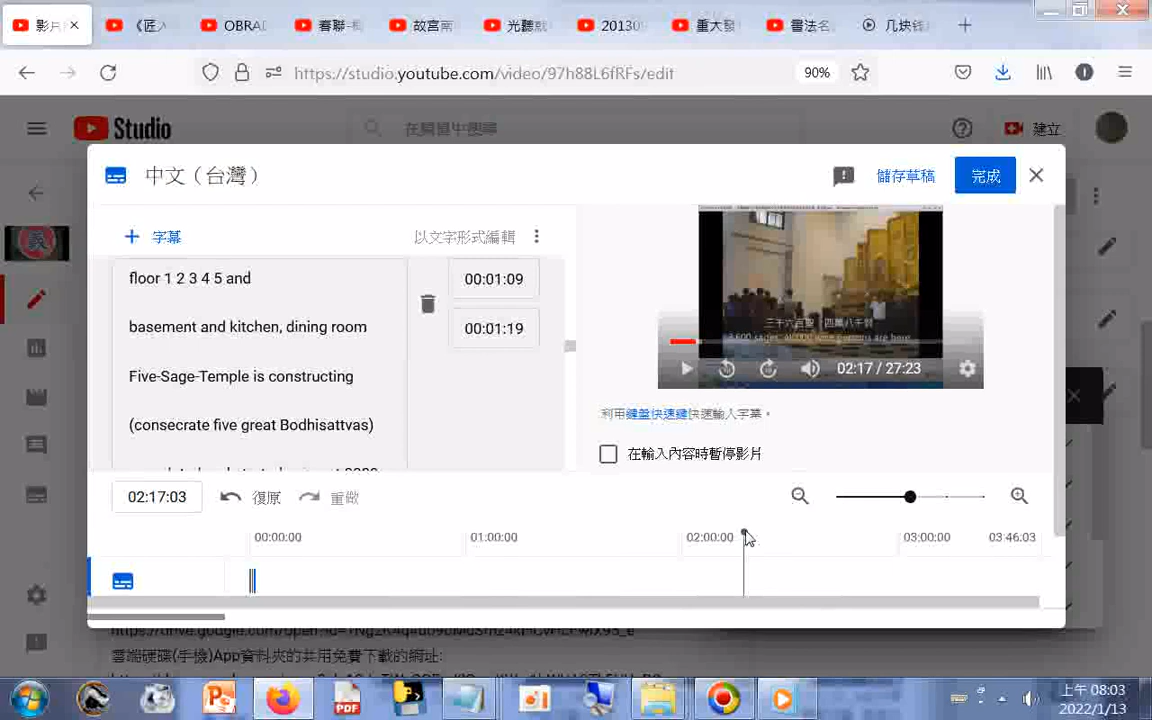 影片
《匠人
OBRA
春聯
故宮南
光聽就
20130
重大發
書法名
几块钱
https://studio.youtube.com/video/97h88L6fRFs/edit
90%
Studio
在頻道中搜尋
建立
中文（台灣）
儲存草稿
完成
字幕
以文字形式編輯
floor 1 2 3 4 5 and
basement and kitchen, dining room
Five-Sage-Temple is constructing
(consecrate five great Bodhisattvas)
00:01:09
00:01:19
三千六百聖 四萬八千賢
02:17 / 27:23
利用鍵盤快速鍵快速輸入字幕。
在輸入內容時暫停影片
02:17:03
復原
重做
00:00:00
01:00:00
02:00:00
03:00:00
03:46:03
雲端硬碟(手機)App資料夾的共用免費下載的網址:
上午 08:03
2022/1/13